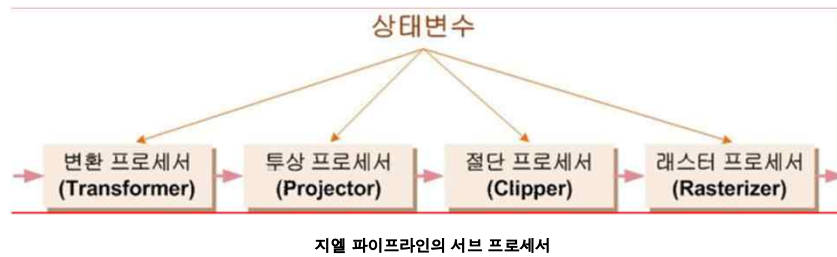 상태변수
변환 프로세서 투상 프로세서 절단 프로세서 래스터 프로세서
(Transformer) (Projector) (Clipper) (Rasterizer)
지엘 파이프라인의 서브 프로세서